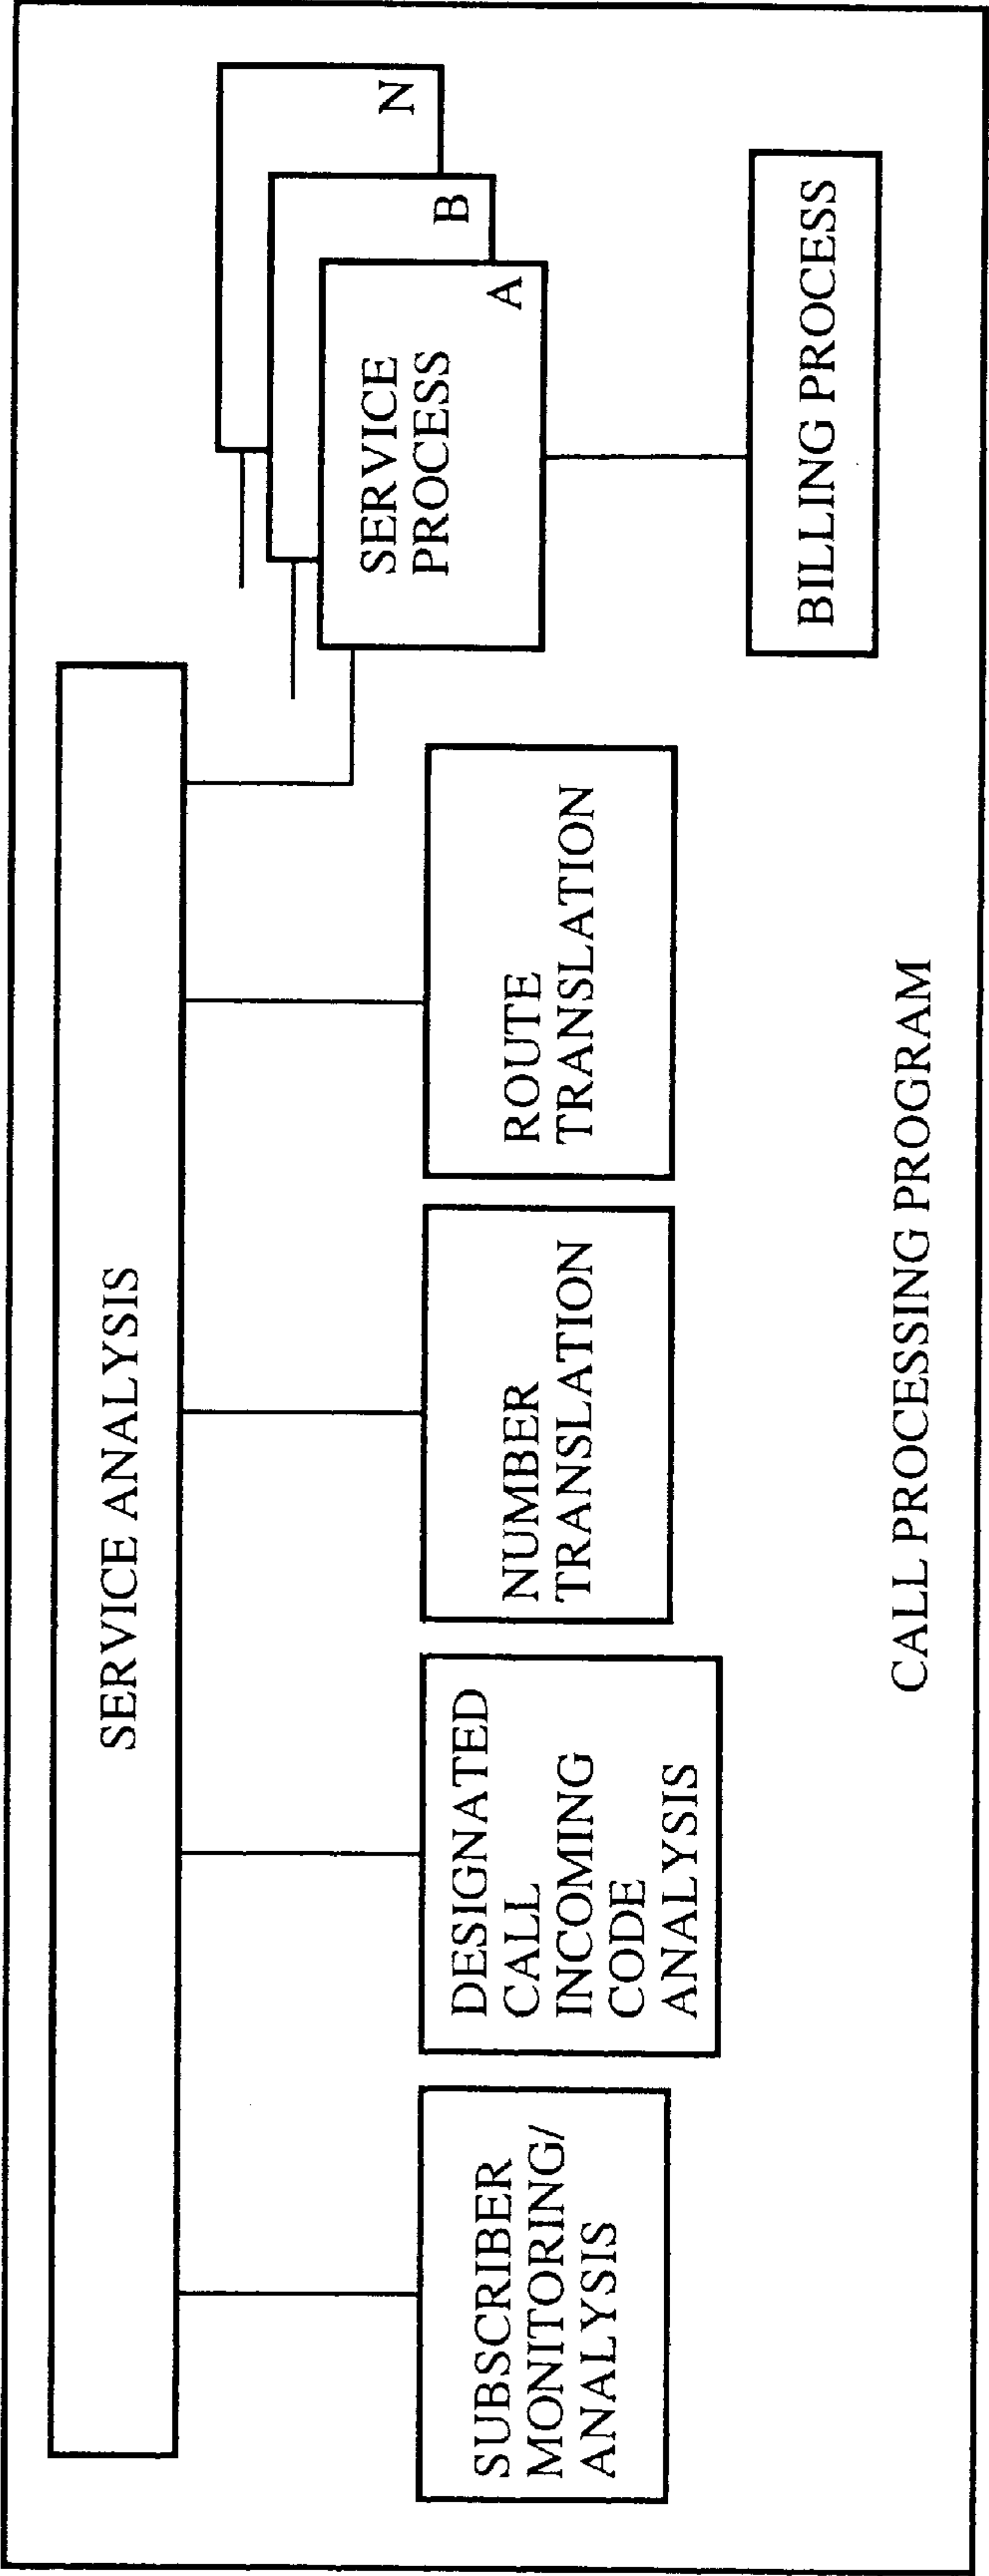 SERVICE ANALYSIS
SUBSCRIBER
MONITORING/
ANALYSIS
DESIGNATED
CALL
INCOMING
CODE
ANALYSIS
NUMBER
TRANSLATION
ROUTE
TRANSLATION
SERVICE
PROCESS
A
B
N
BILLING PROCESS
CALL PROCESSING PROGRAM